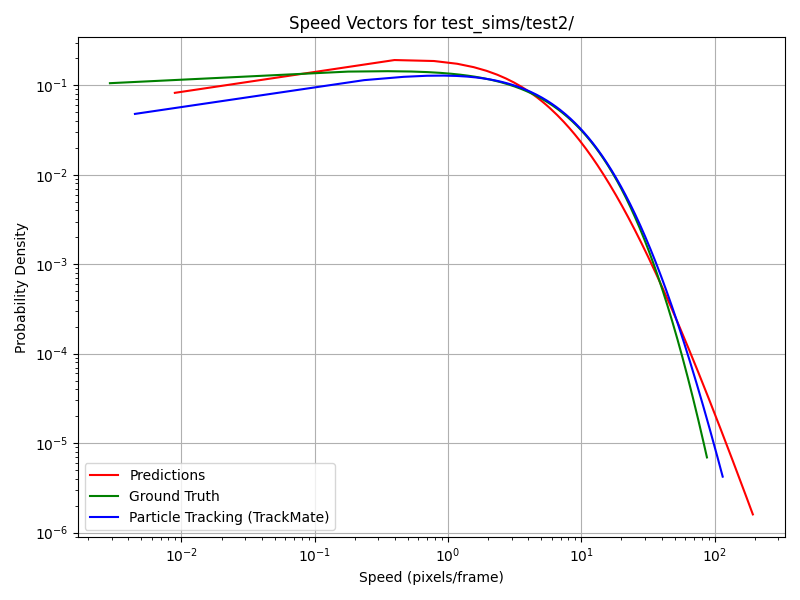 Speed Vectors for test_sims/test2/
Probability Density
10⁻¹
10⁻²
10⁻³
10⁻⁴
10⁻⁵
10⁻⁶
Predictions
Ground Truth
Particle Tracking (TrackMate)
10⁻² 10⁻¹ 10⁰ 10¹ 10²
Speed (pixels/frame)